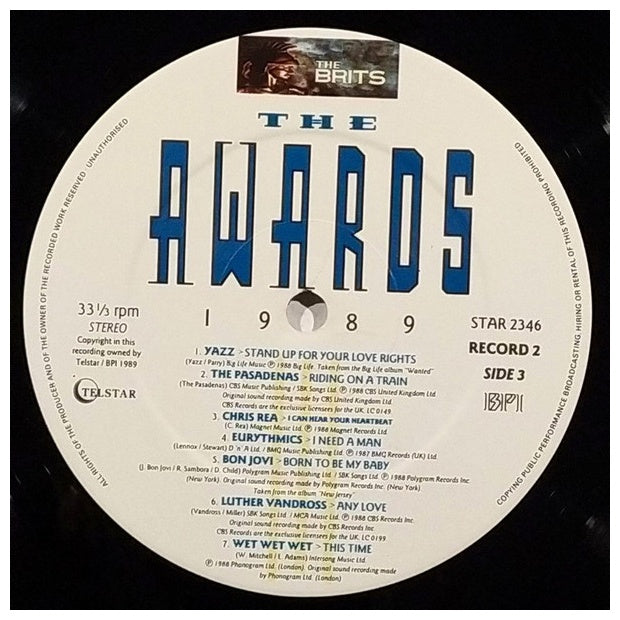 THE
BRITS
THE
AWARDS
1989
33 1/3 rpm
STEREO
Copyright in this
recording owned by
Telstar / BPI 1989
TELSTAR
STAR 2346
RECORD 2
SIDE 3
BPI
1. YAZZ > STAND UP FOR YOUR LOVE RIGHTS
(Yazz / Parry) Big Life Music ℗ 1988 Big Life. Taken from the Big Life album "Wanted"
2. THE PASADENAS > RIDING ON A TRAIN
(The Pasadenas) CBS Music Publishing / SBK Songs Ltd. ℗ 1988 CBS United Kingdom Ltd.
Original sound recording made by CBS United Kingdom Ltd.
CBS Records are the exclusive licensees for the UK. LC 0149.
3. CHRIS REA > I CAN HEAR YOUR HEARTBEAT
(C. Rea) Magnet Music Ltd. ℗ 1988 Magnet Records Ltd.
4. EURYTHMICS > I NEED A MAN
(Lennox / Stewart) D 'n' A Ltd. / BMQ Music Publishing Ltd. ℗ 1987 BMQ Records (UK) Ltd.
5. BON JOVI > BORN TO BE MY BABY
(J. Bon Jovi / R. Sambora / D. Child) Polygram Music Publishing Ltd. / SBK Songs Ltd. ℗ 1988 Polygram Records Inc.
(New York). Original sound recording made by Polygram Records Inc. (New York).
Taken from the album "New Jersey"
6. LUTHER VANDROSS > ANY LOVE
(Vandross / Miller) SBK Songs Ltd. / MCA Music Ltd. ℗ 1988 CBS Records Inc.
Original sound recording made by CBS Records Inc.
CBS Records are the exclusive licensees for the UK. LC 0199.
7. WET WET WET > THIS TIME
(W. Mitchell / L. Adams) Intersong Music Ltd.
℗ 1988 Phonogram Ltd. (London). Original sound recording made
by Phonogram Ltd. (London)
ALL RIGHTS OF THE PRODUCER AND OF THE OWNER OF THE RECORDED WORK RESERVED · UNAUTHORISED
COPYING PUBLIC PERFORMANCE BROADCASTING HIRING OR RENTAL OF THIS RECORDING PROHIBITED